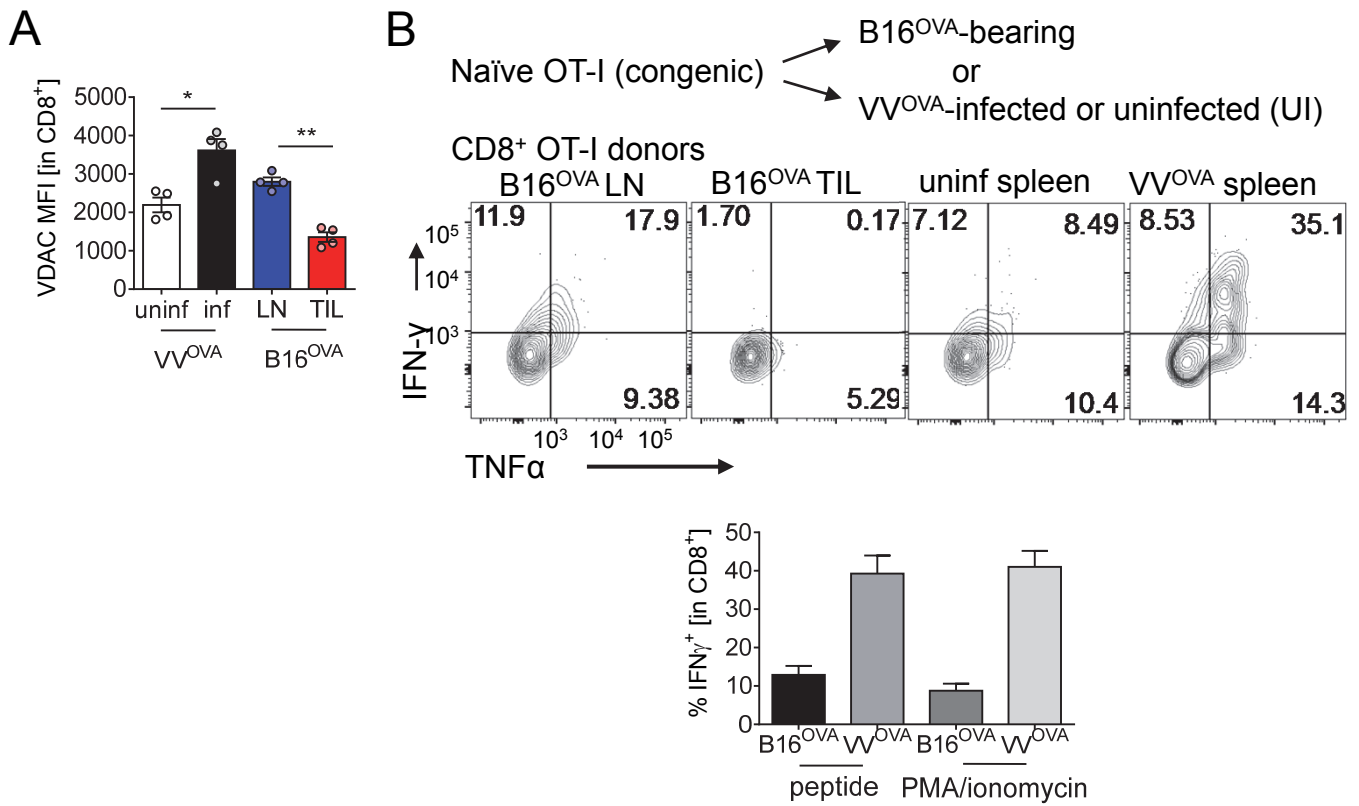 A
VDAC MFI [in CD8⁺]
5000
4000
3000
2000
1000
0
*
**
uninf inf LN TIL
VVᴼⱽᴬ B16ᴼⱽᴬ
B
Naïve OT-I (congenic)
B16ᴼⱽᴬ-bearing
or
VVᴼⱽᴬ-infected or uninfected (UI)
CD8⁺ OT-I donors
B16ᴼⱽᴬ LN B16ᴼⱽᴬ TIL uninf spleen VVᴼⱽᴬ spleen
11.9 17.9 1.70 0.17 7.12 8.49 8.53 35.1
10⁵
10⁴
10³
IFN-γ
9.38 5.29 10.4 14.3
10³ 10⁴ 10⁵
TNFα
% IFNγ⁺ [in CD8⁺]
50
40
30
20
10
0
B16ᴼⱽᴬ VVᴼⱽᴬ B16ᴼⱽᴬ VVᴼⱽᴬ
peptide PMA/ionomycin